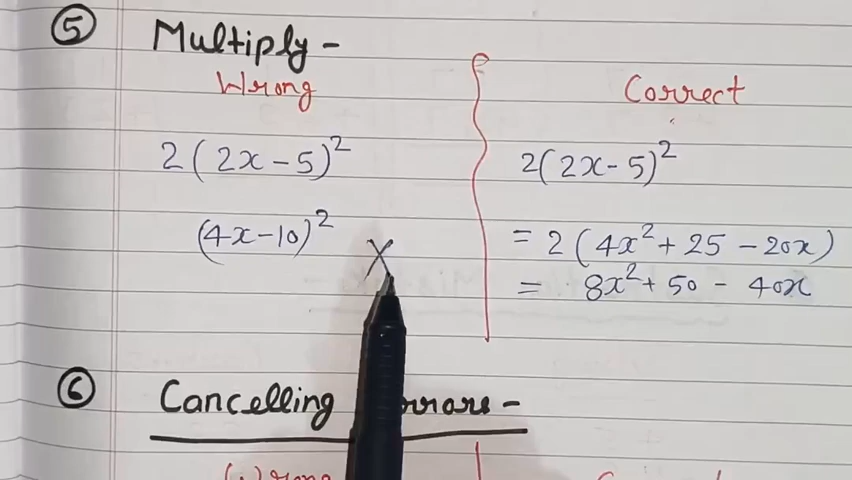 ⑤ Multiply -
Wrong
2(2x-5)²
(4x-10)² X
Correct
2(2x-5)²
= 2(4x²+25-20x)
= 8x²+50-40x
⑥ Cancelling -